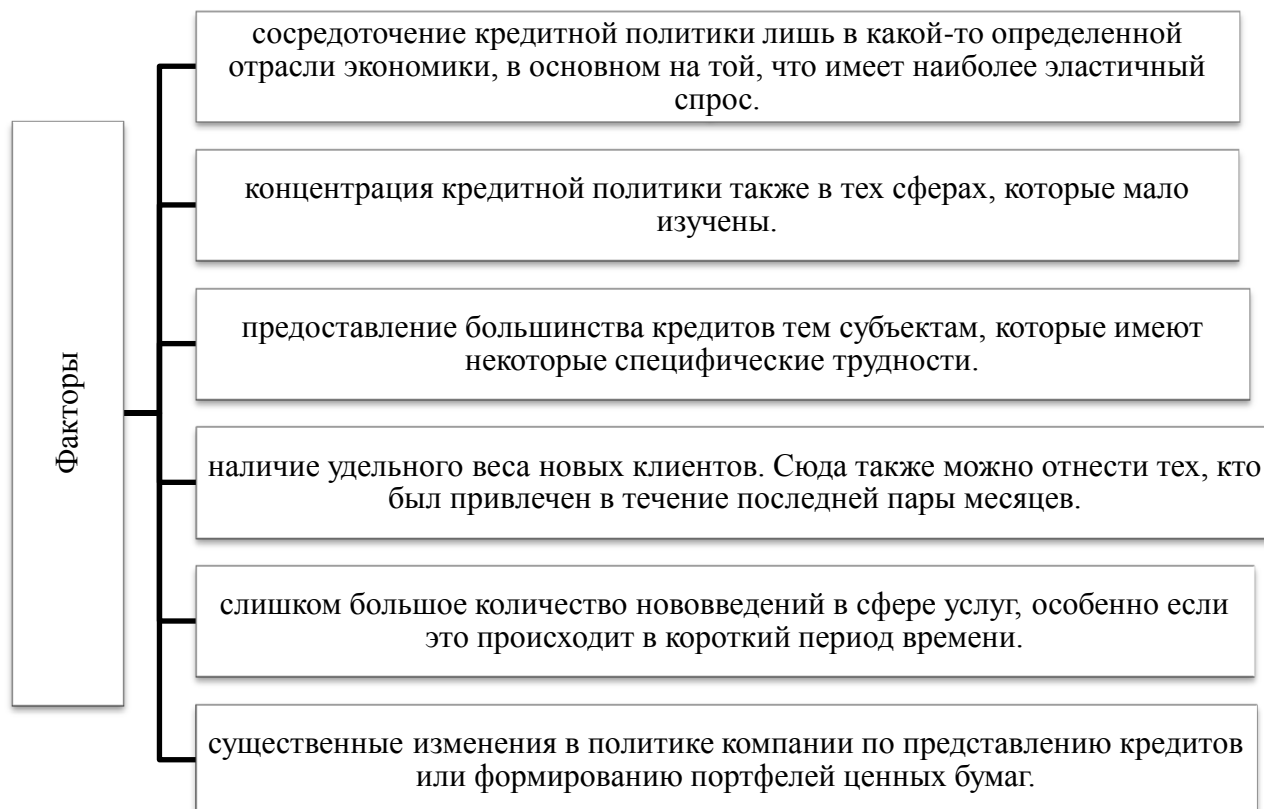 Факторы
сосредоточение кредитной политики лишь в какой-то определенной
отрасли экономики, в основном на той, что имеет наиболее эластичный
спрос.
концентрация кредитной политики также в тех сферах, которые мало
изучены.
предоставление большинства кредитов тем субъектам, которые имеют
некоторые специфические трудности.
наличие удельного веса новых клиентов. Сюда также можно отнести тех, кто
был привлечен в течение последней пары месяцев.
слишком большое количество нововведений в сфере услуг, особенно если
это происходит в короткий период времени.
существенные изменения в политике компании по представлению кредитов
или формированию портфелей ценных бумаг.